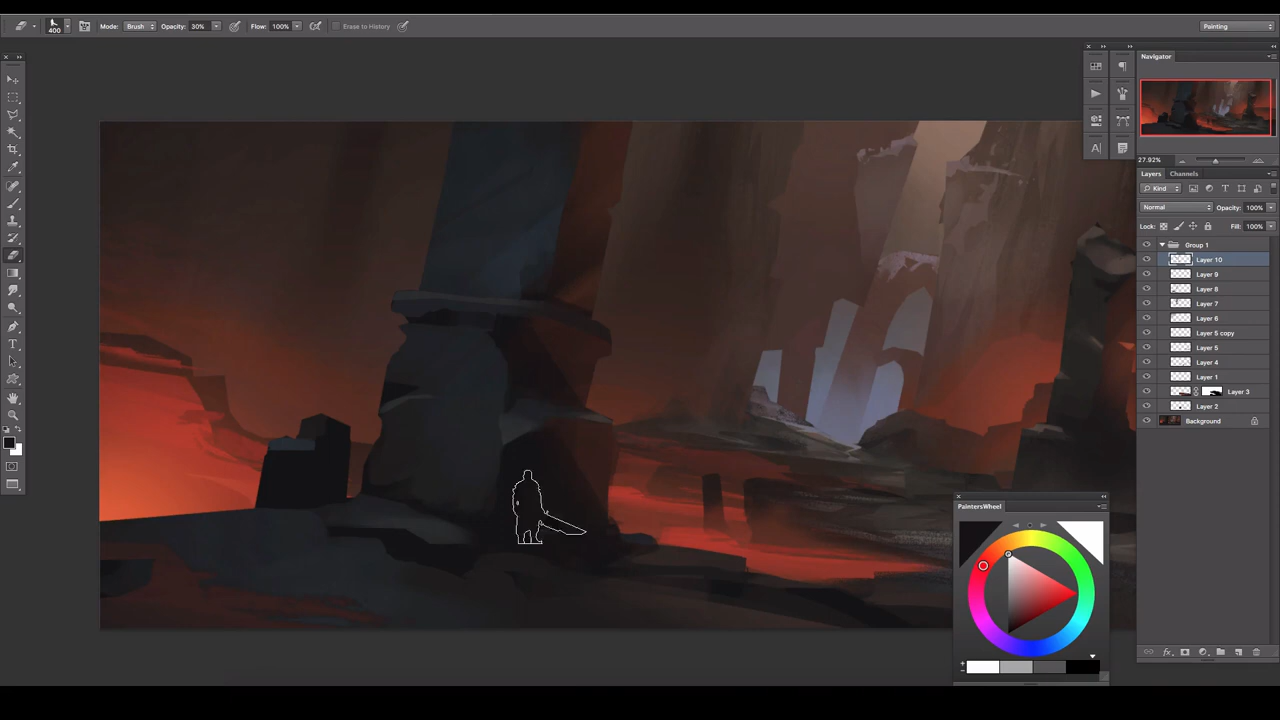 400 Mode: Brush Opacity: 30% Flow: 100% Erase to History Painting
Navigator
27.92%
Layers Channels
Kind
Normal Opacity: 100%
Lock: Fill: 100%
Group 1
Layer 10
Layer 9
Layer 8
Layer 7
Layer 6
Layer 5 copy
Layer 5
Layer 4
Layer 1
Layer 3
Layer 2
Background
PaintersWheel